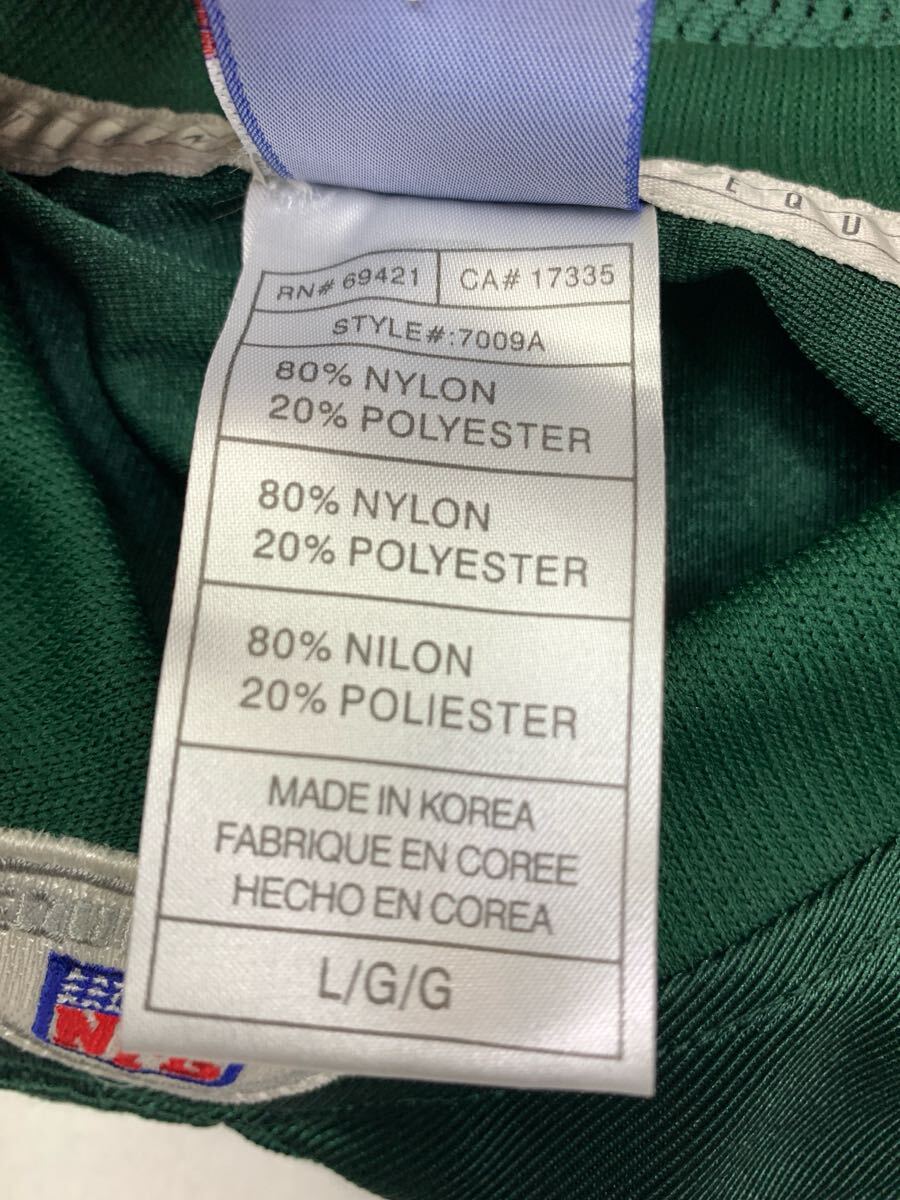 E Q U
RN# 69421 CA# 17335
STYLE#:7009A
80% NYLON
20% POLYESTER
80% NYLON
20% POLYESTER
80% NILON
20% POLIESTER
MADE IN KOREA
FABRIQUE EN COREE
HECHO EN COREA
L/G/G
NFL